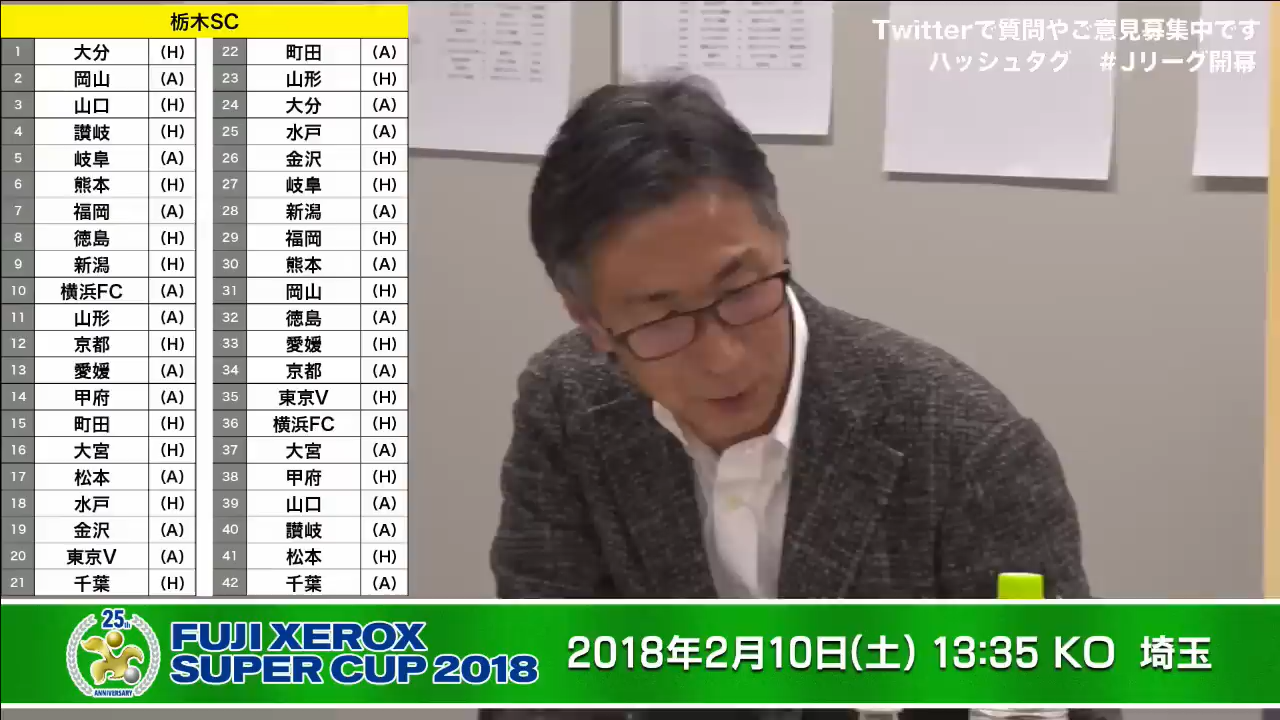 栃木SC
1 大分 (H) 22 町田 (A)
2 岡山 (A) 23 山形 (H)
3 山口 (H) 24 大分 (A)
4 讃岐 (H) 25 水戸 (A)
5 岐阜 (A) 26 金沢 (H)
6 熊本 (H) 27 岐阜 (H)
7 福岡 (A) 28 新潟 (A)
8 徳島 (H) 29 福岡 (H)
9 新潟 (H) 30 熊本 (A)
10 横浜FC (A) 31 岡山 (H)
11 山形 (A) 32 徳島 (A)
12 京都 (H) 33 愛媛 (H)
13 愛媛 (A) 34 京都 (A)
14 甲府 (A) 35 東京V (H)
15 町田 (H) 36 横浜FC (H)
16 大宮 (H) 37 大宮 (A)
17 松本 (A) 38 甲府 (H)
18 水戸 (H) 39 山口 (A)
19 金沢 (A) 40 讃岐 (A)
20 東京V (A) 41 松本 (H)
21 千葉 (H) 42 千葉 (A)
Twitterで質問やご意見募集中です
ハッシュタグ #Jリーグ開幕
25th
ANNIVERSARY
FUJI XEROX
SUPER CUP 2018
2018年2月10日(土) 13:35 KO 埼玉